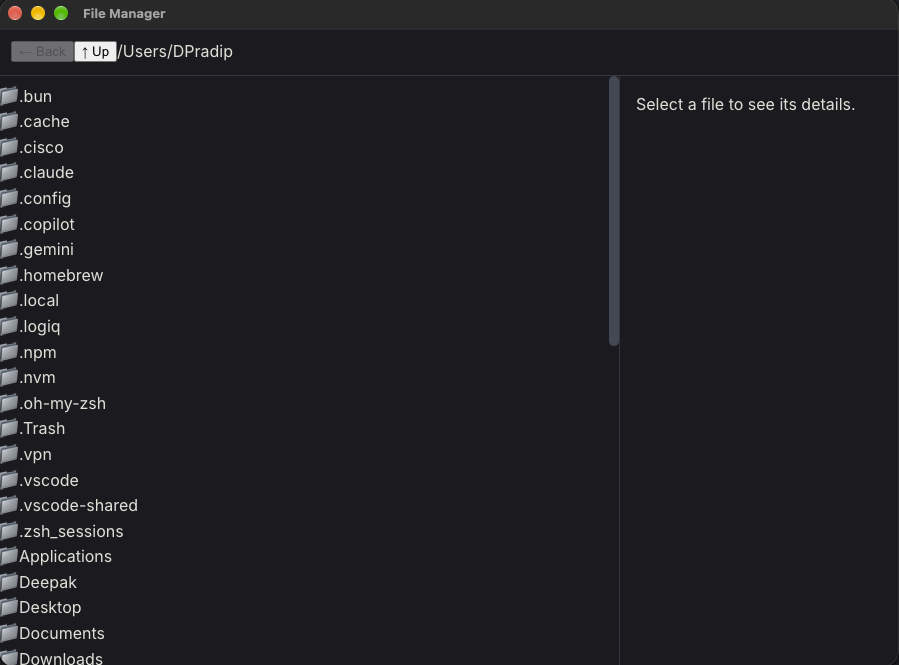 File Manager
← Back ↑ Up /Users/DPradip
.bun
.cache
.cisco
.claude
.config
.copilot
.gemini
.homebrew
.local
.logiq
.npm
.nvm
.oh-my-zsh
.Trash
.vpn
.vscode
.vscode-shared
.zsh_sessions
Applications
Deepak
Desktop
Documents
Downloads
Select a file to see its details.